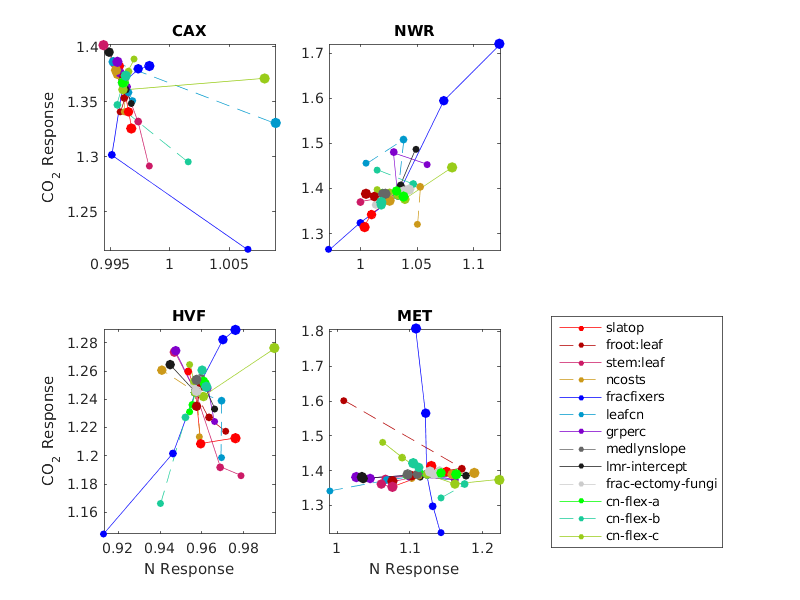 CAX
NWR
1.4
1.35
1.3
1.25
CO2 Response
0.995 1 1.005
1.7
1.6
1.5
1.4
1.3
1 1.05 1.1
HVF
MET
1.28
1.26
1.24
1.22
1.2
1.18
1.16
CO2 Response
0.92 0.94 0.96 0.98
N Response
1.8
1.7
1.6
1.5
1.4
1.3
1 1.1 1.2
N Response
slatop
froot:leaf
stem:leaf
ncosts
fracfixers
leafcn
grperc
medlynslope
lmr-intercept
frac-ectomy-fungi
cn-flex-a
cn-flex-b
cn-flex-c